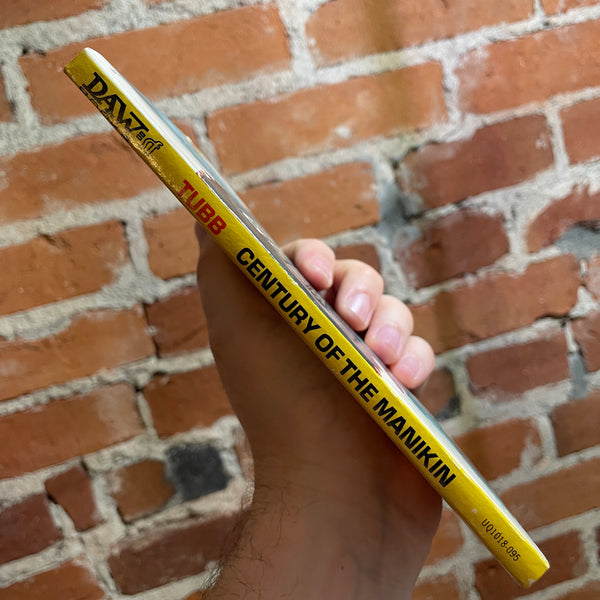 DAW sf
TUBB
CENTURY OF THE MANIKIN
UQ1018·095